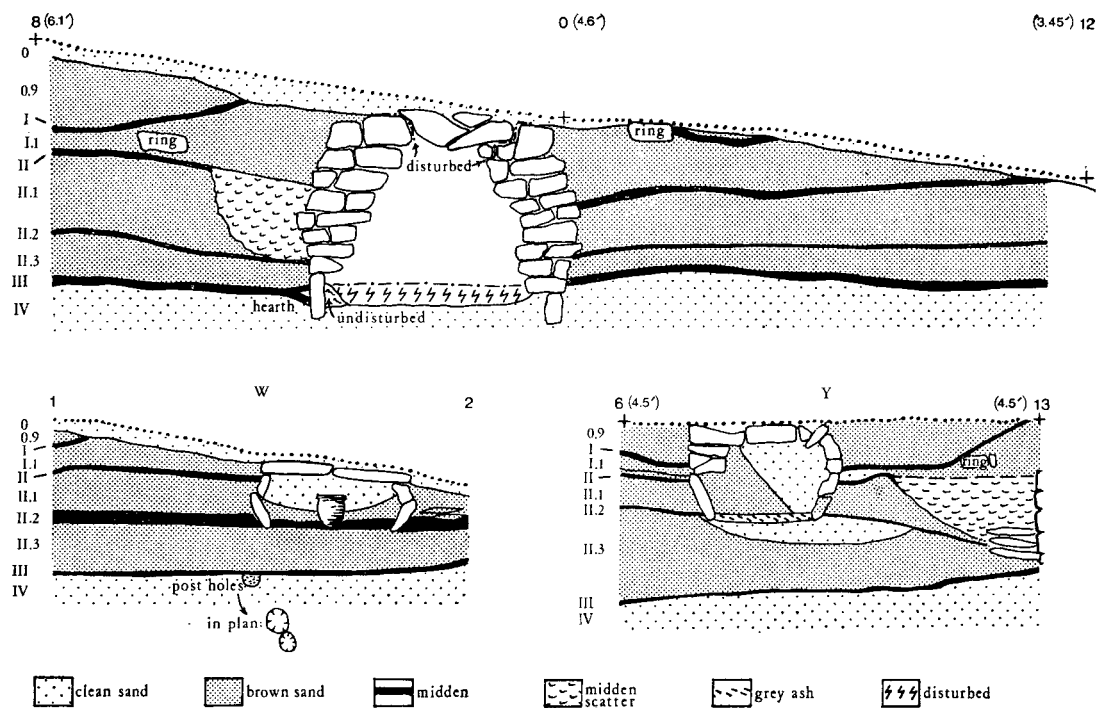 8 (6.1') 0 (4.6') (3.45') 12
0
0.9
I
I.1 ring ring
II disturbed
II.1
II.2
II.3
III
hearth
IV undisturbed
1 W 2
0
0.9
I
I.1
II
II.1
II.2
II.3
III
post holes
IV
in plan:
6 (4.5') Y (4.5') 13
0.9
I
I.1 ring
II
II.1
II.2
II.3
III
IV
clean sand brown sand midden midden scatter grey ash disturbed